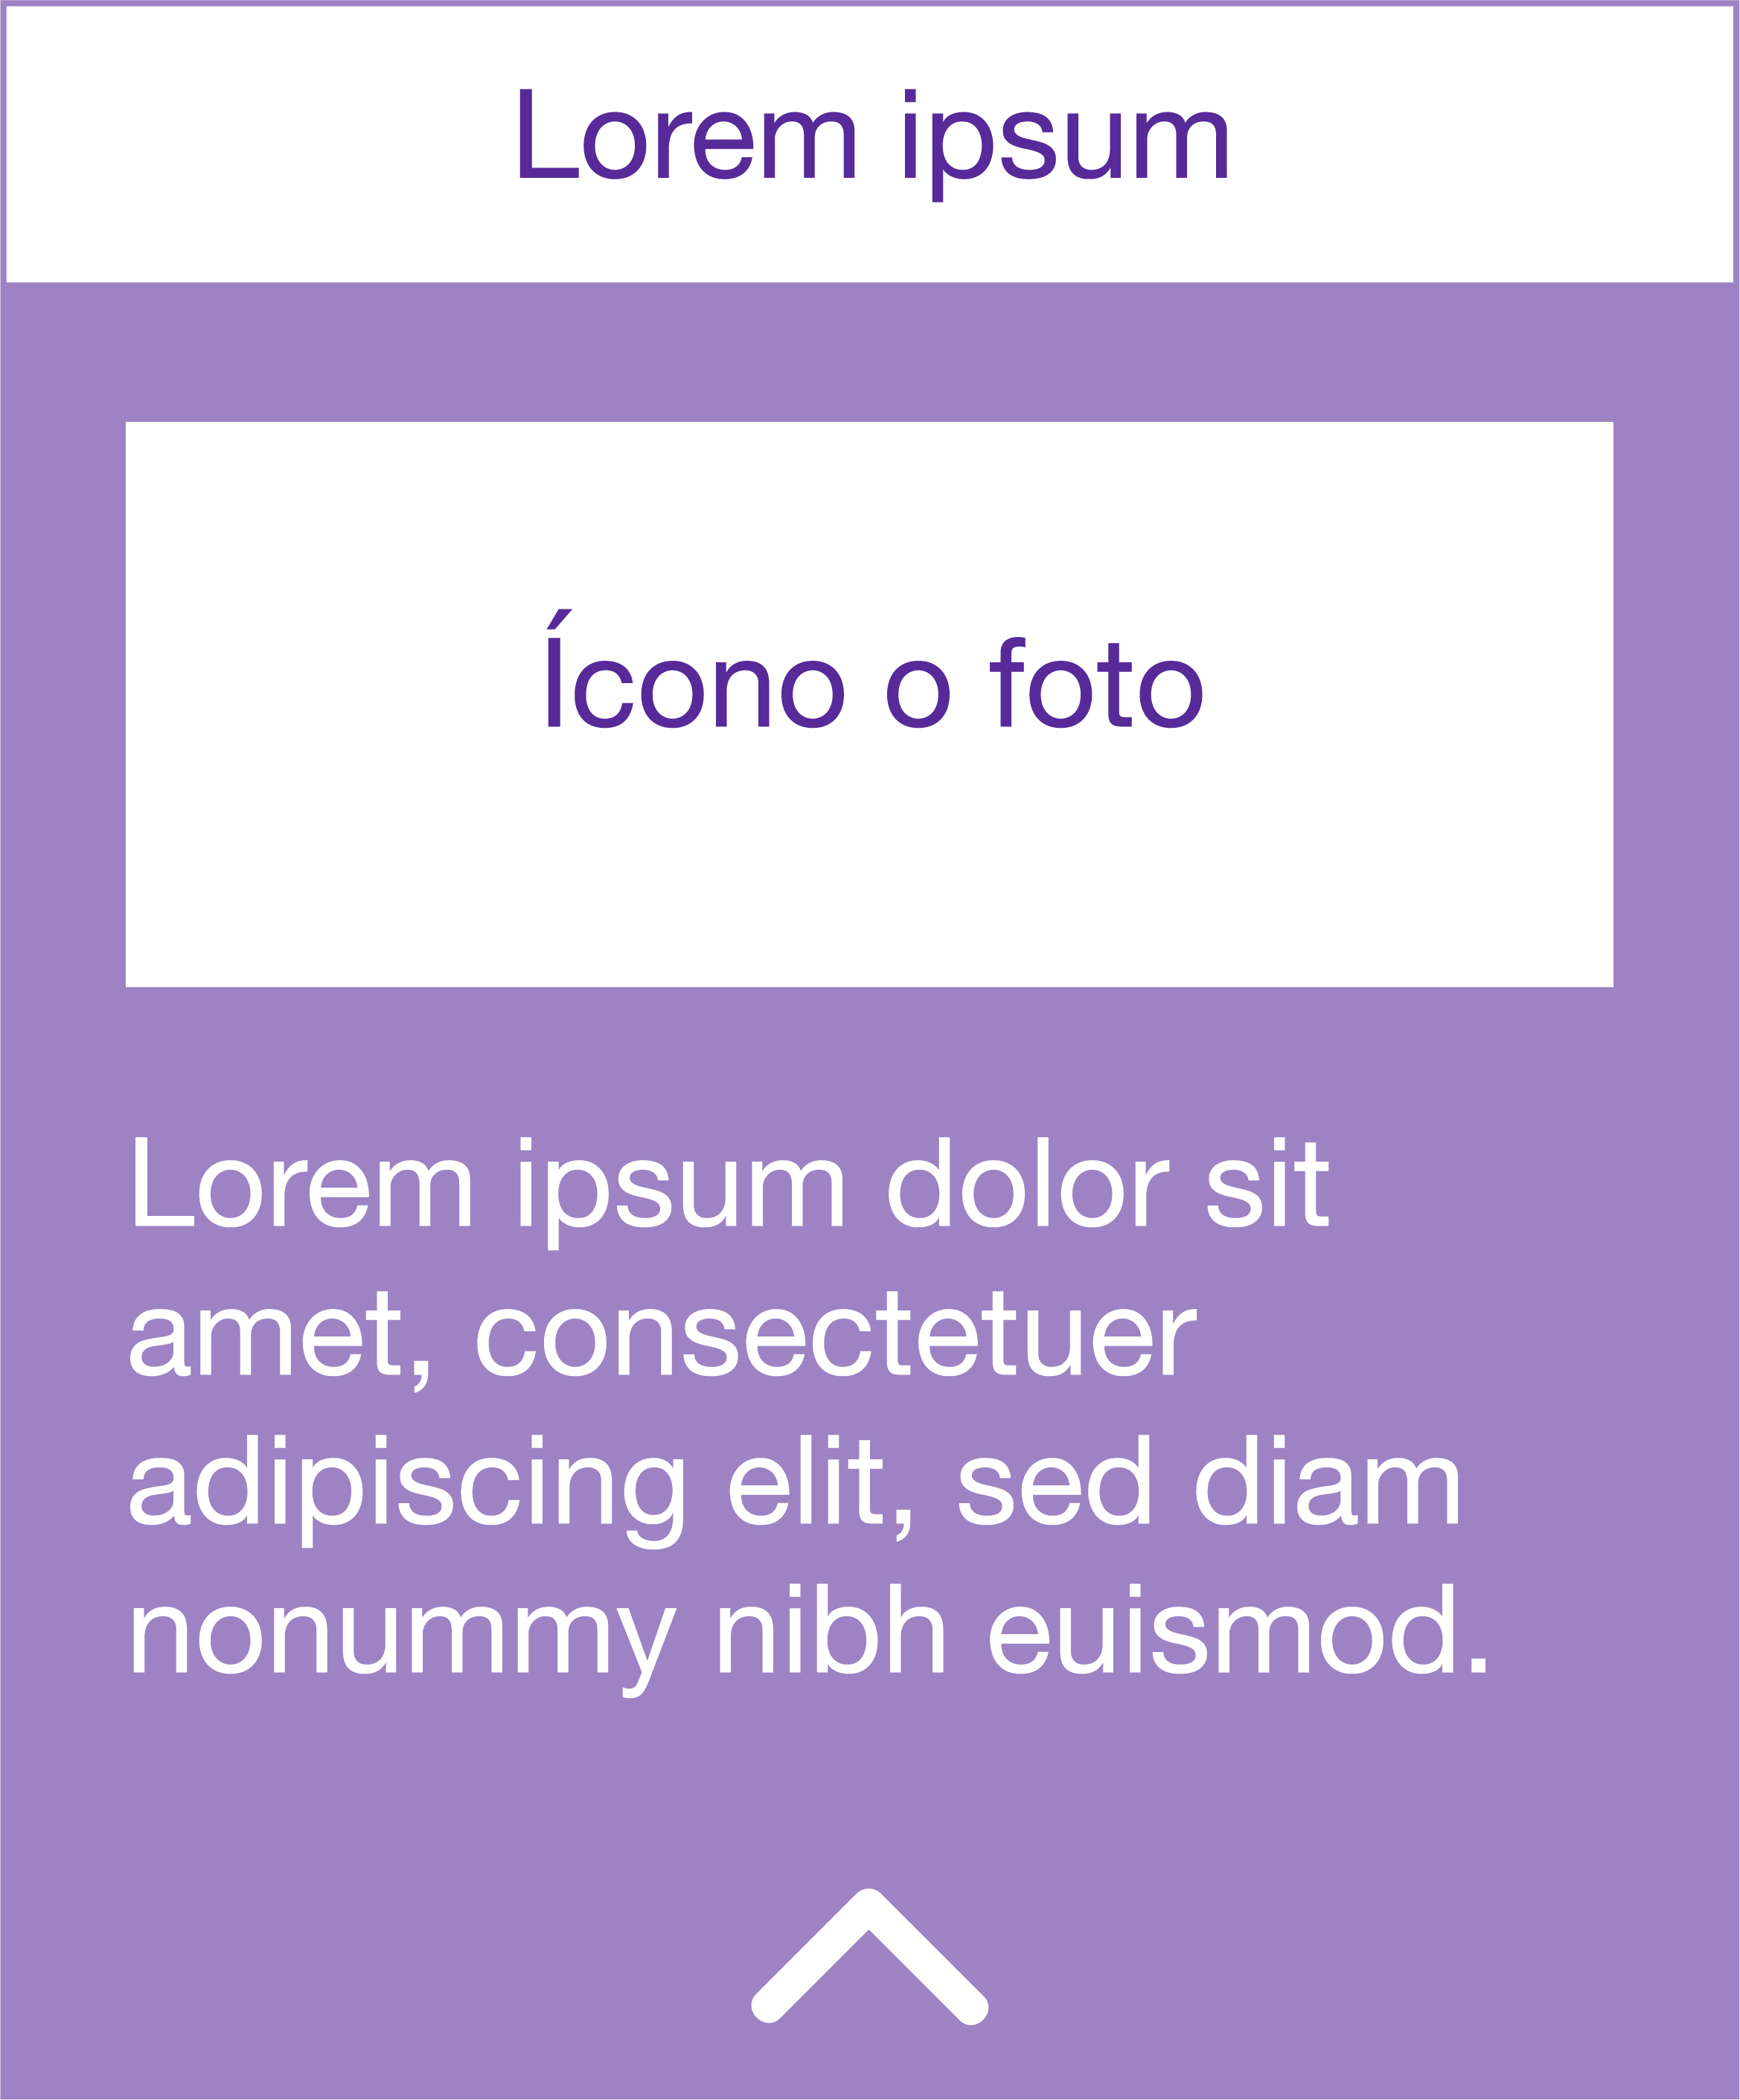 Lorem ipsum
Ícono o foto
Lorem ipsum dolor sit
amet, consectetuer
adipiscing elit, sed diam
nonummy nibh euismod.